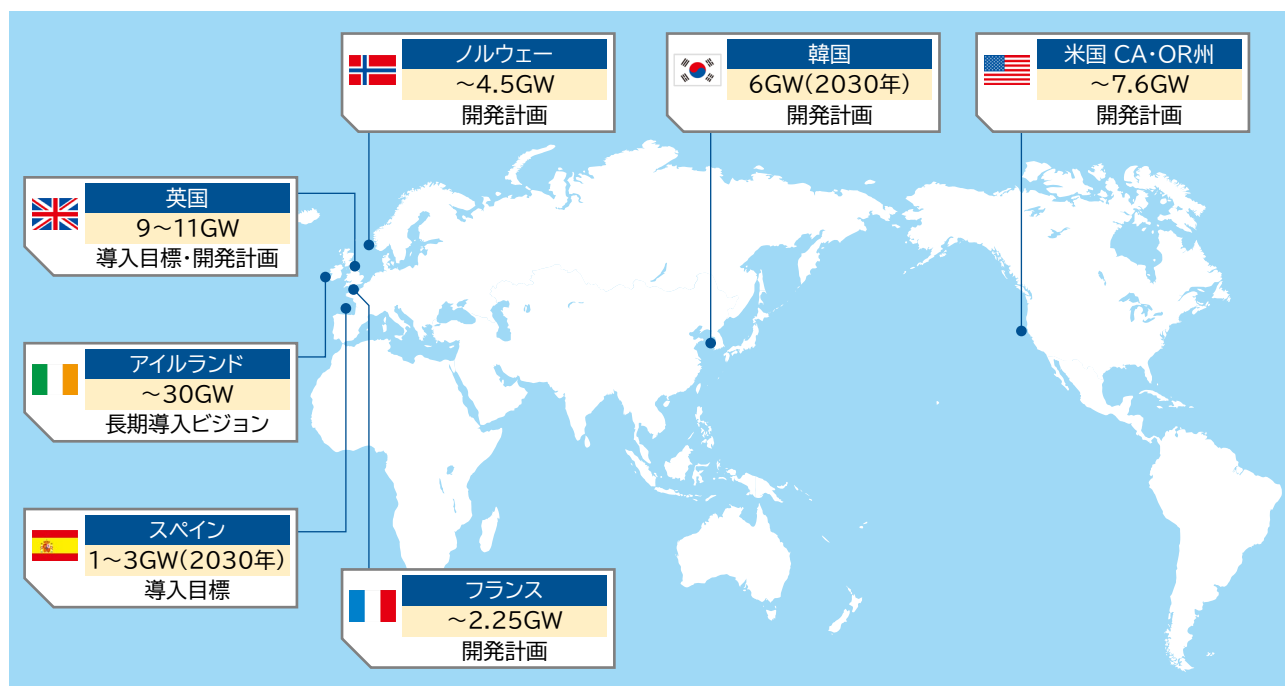 ノルウェー
～4.5GW
開発計画
韓国
6GW(2030年)
開発計画
米国 CA・OR州
～7.6GW
開発計画
英国
9～11GW
導入目標・開発計画
アイルランド
～30GW
長期導入ビジョン
スペイン
1～3GW(2030年)
導入目標
フランス
～2.25GW
開発計画